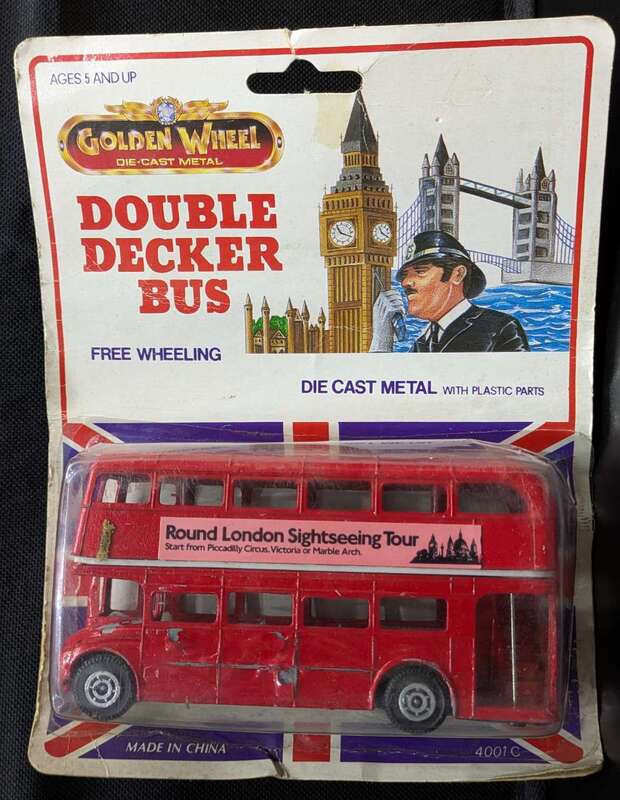 AGES 5 AND UP
GOLDEN WHEEL
DIE-CAST METAL
DOUBLE
DECKER
BUS
FREE WHEELING
DIE CAST METAL WITH PLASTIC PARTS
Round London Sightseeing Tour
Start from Piccadilly Circus, Victoria or Marble Arch.
MADE IN CHINA
4001 C